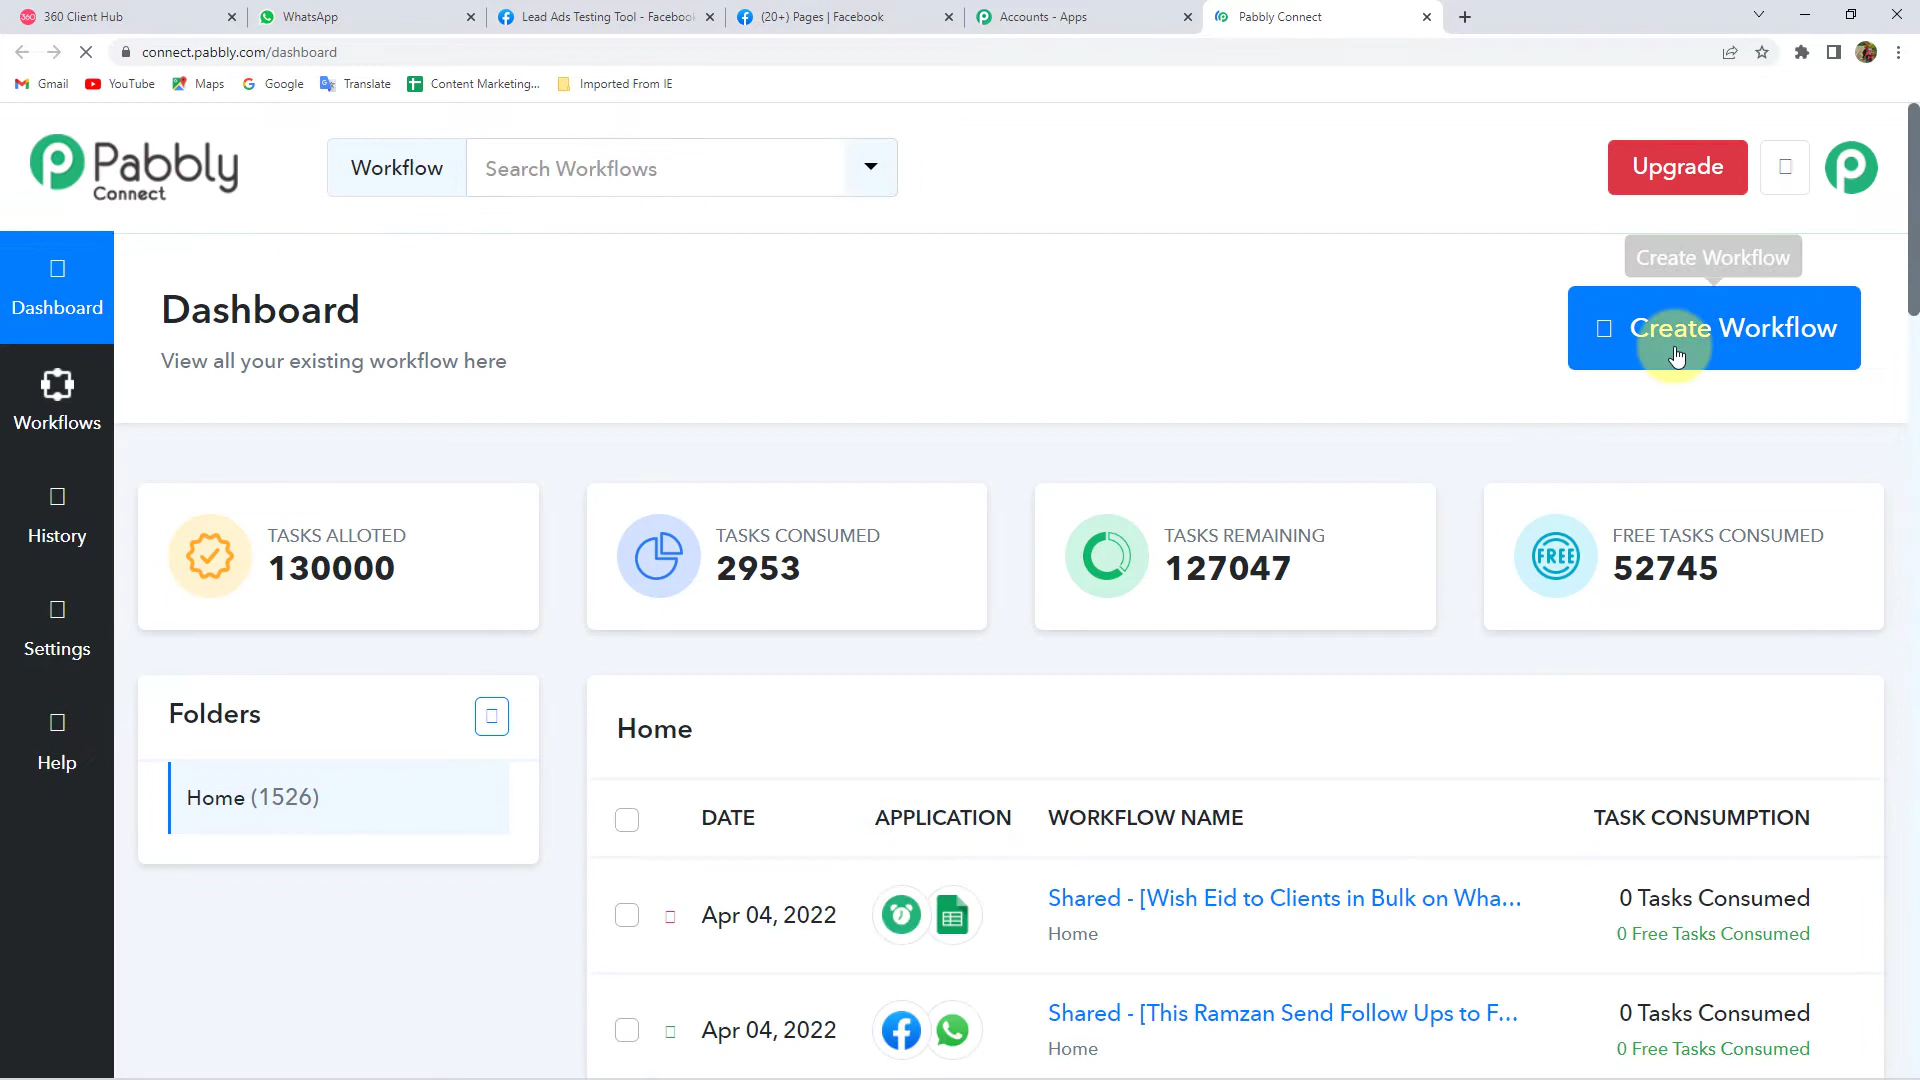 360 Client Hub
WhatsApp
Lead Ads Testing Tool - Facebook
(20+) Pages | Facebook
Accounts - Apps
Pabbly Connect
connect.pabbly.com/dashboard
Gmail
YouTube
Maps
Google
Translate
Content Marketing...
Imported From IE
Pabbly
Connect
Workflow
Search Workflows
Upgrade
Create Workflow
Dashboard
View all your existing workflow here
Create Workflow
Dashboard
Workflows
History
Settings
Help
TASKS ALLOTED
130000
TASKS CONSUMED
2953
TASKS REMAINING
127047
FREE
FREE TASKS CONSUMED
52745
Folders
Home (1526)
Home
DATE APPLICATION WORKFLOW NAME TASK CONSUMPTION
Apr 04, 2022 Shared - [Wish Eid to Clients in Bulk on Wha... 0 Tasks Consumed
Home 0 Free Tasks Consumed
Apr 04, 2022 Shared - [This Ramzan Send Follow Ups to F... 0 Tasks Consumed
Home 0 Free Tasks Consumed